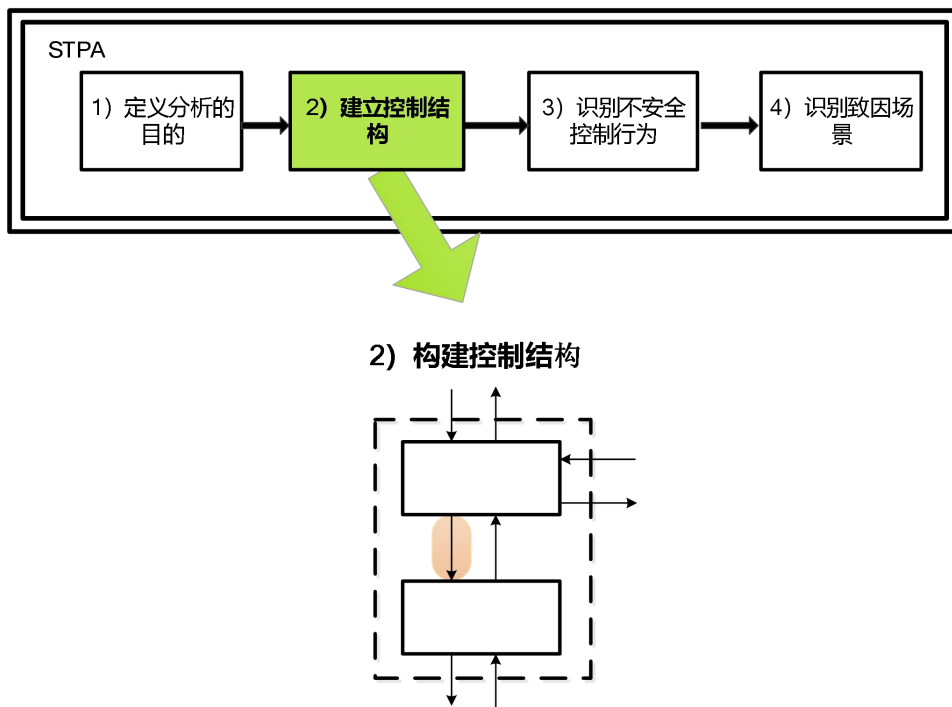 STPA
1）定义分析的
目的
2）建立控制结
构
3）识别不安全
控制行为
4）识别致因场
景
2）构建控制结构